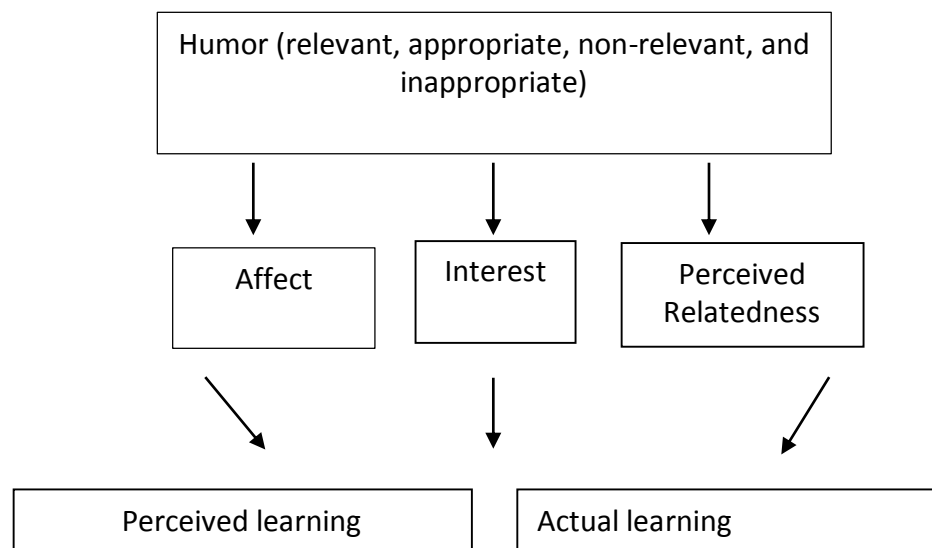 Humor (relevant, appropriate, non-relevant, and
inappropriate)
Affect
Interest
Perceived
Relatedness
Perceived learning
Actual learning